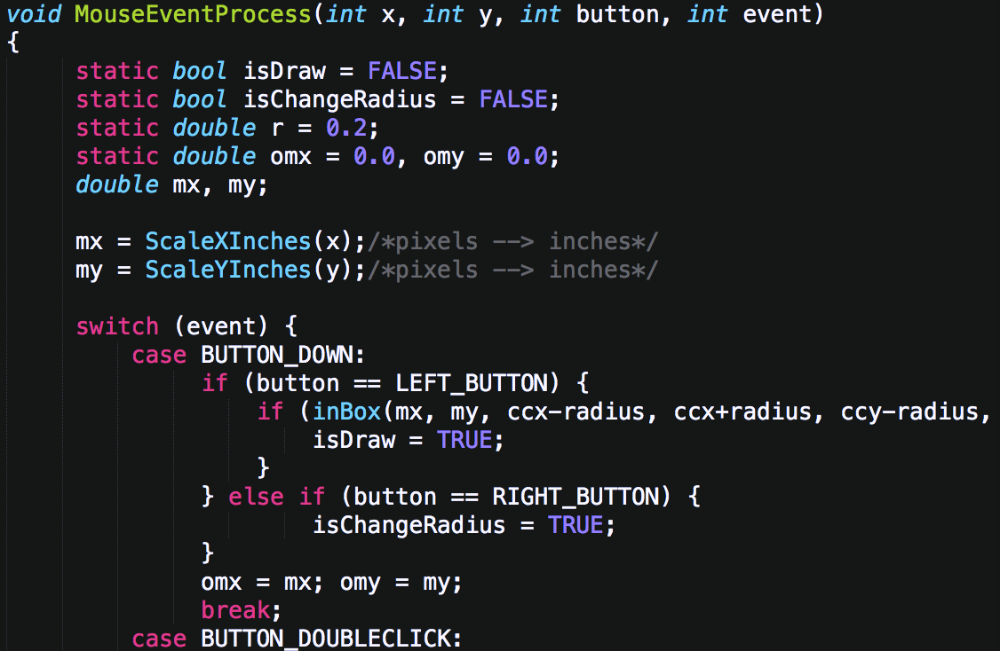 void MouseEventProcess(int x, int y, int button, int event)
{
static bool isDraw = FALSE;
static bool isChangeRadius = FALSE;
static double r = 0.2;
static double omx = 0.0, omy = 0.0;
double mx, my;
mx = ScaleXInches(x);/*pixels --> inches*/
my = ScaleYInches(y);/*pixels --> inches*/
switch (event) {
case BUTTON_DOWN:
if (button == LEFT_BUTTON) {
if (inBox(mx, my, ccx-radius, ccx+radius, ccy-radius,
isDraw = TRUE;
}
} else if (button == RIGHT_BUTTON) {
isChangeRadius = TRUE;
}
omx = mx; omy = my;
break;
case BUTTON_DOUBLECLICK: